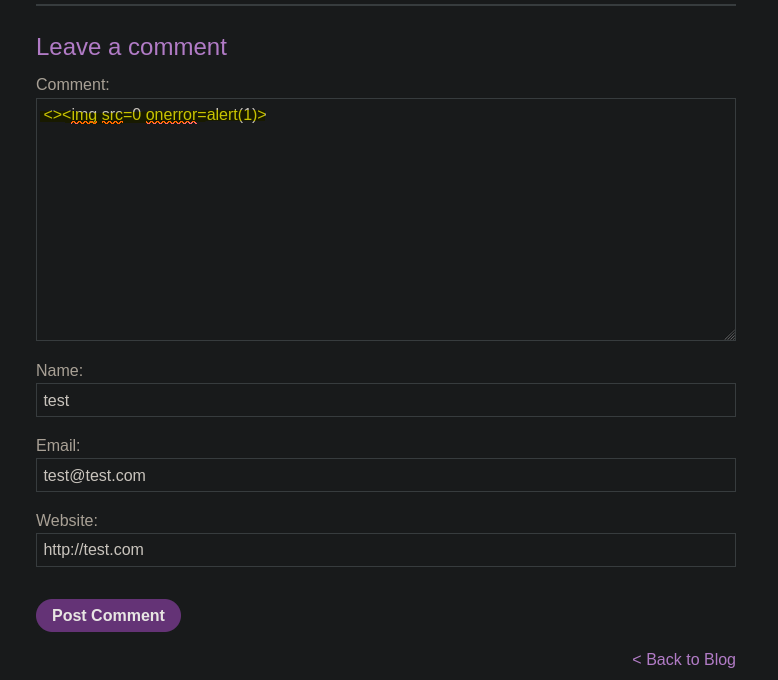 Leave a comment
Comment:
<><img src=0 onerror=alert(1)>
Name:
test
Email:
test@test.com
Website:
http://test.com
Post Comment
< Back to Blog